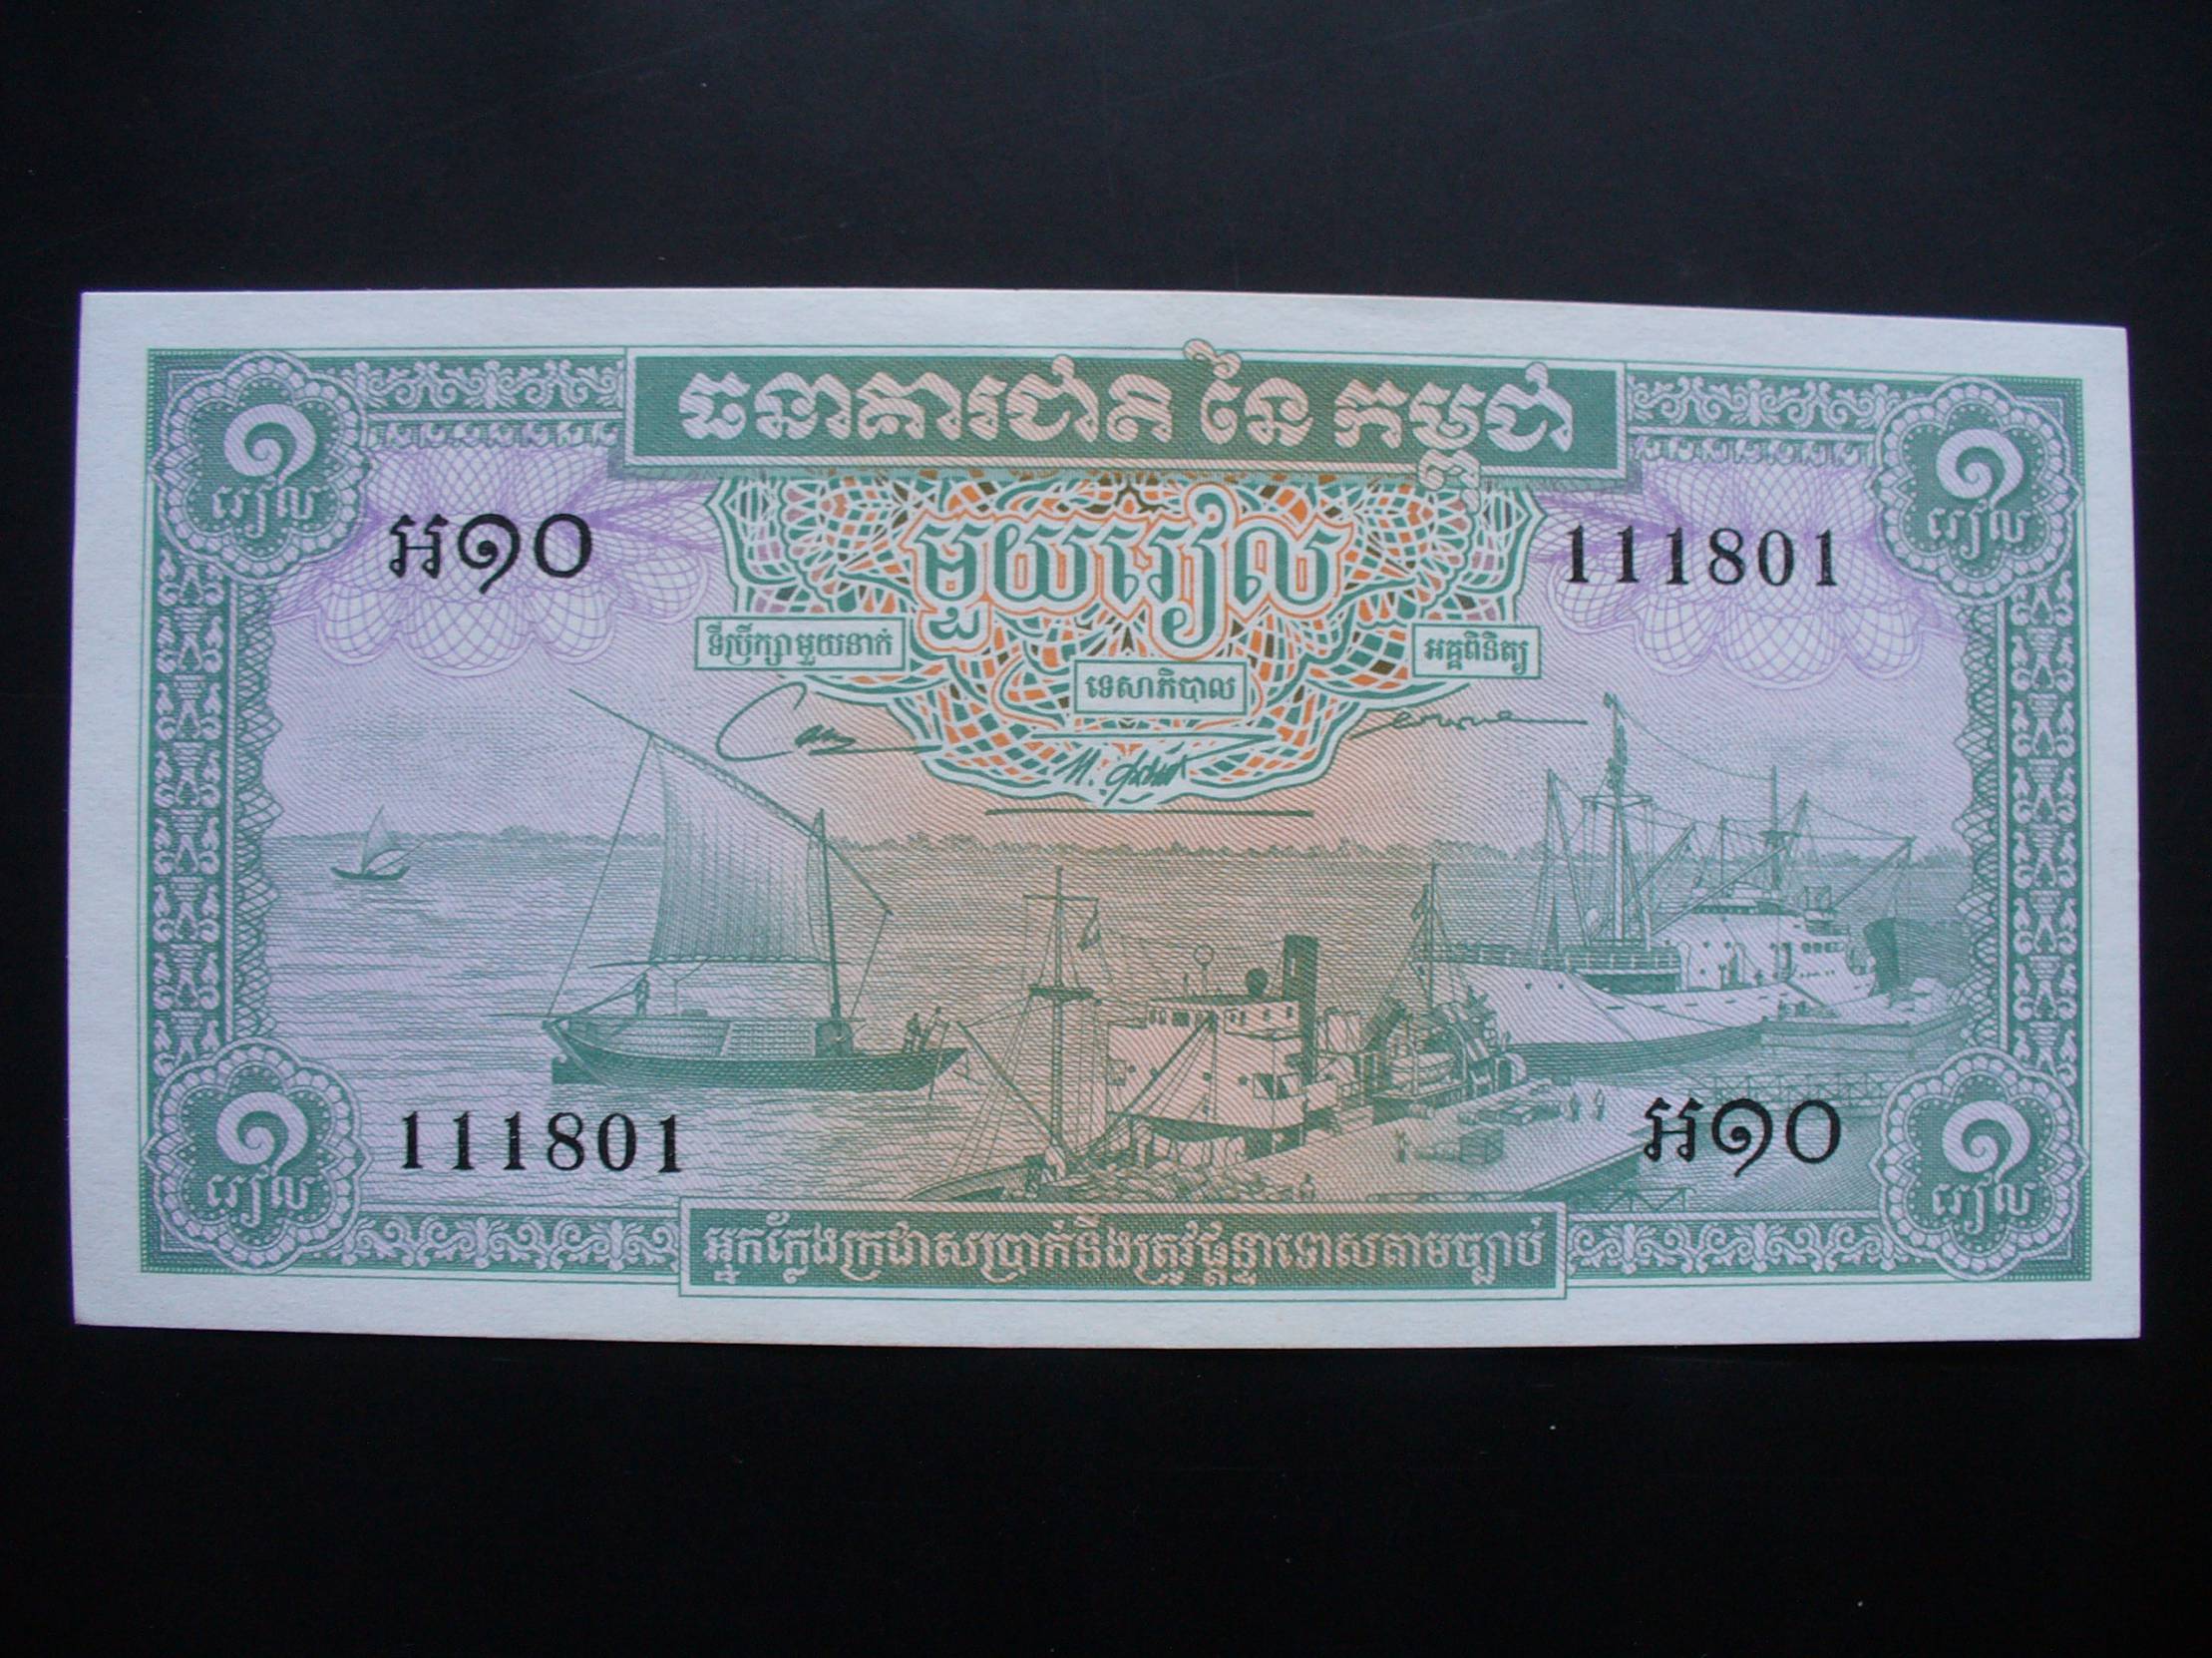 ធនាគារជាតិ នៃ កម្ពុជា
១
រៀល
១
រៀល
អ១០
មួយរៀល
111801
ទីប្រឹក្សាមួយនាក់
ទេសាភិបាល
អគ្គពិនិត្យ
111801
អ១០
១
រៀល
១
រៀល
អ្នកក្លែងក្រដាសប្រាក់នឹងត្រូវផ្តន្ទាទោសតាមច្បាប់